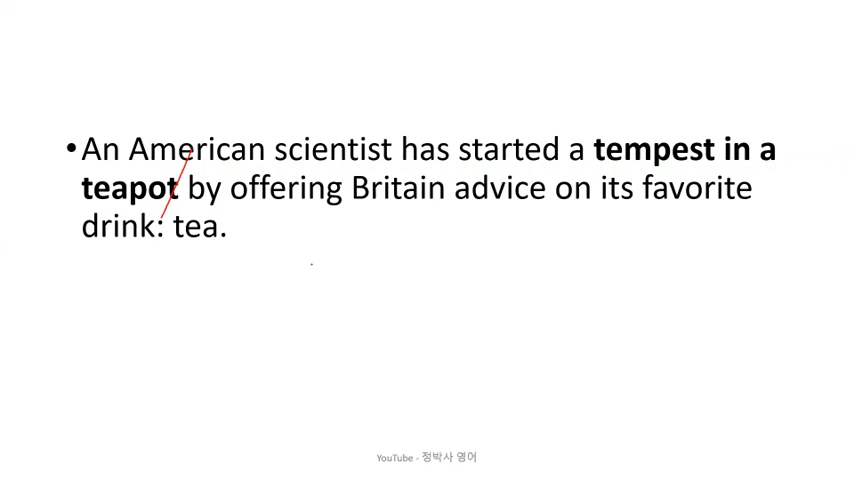 •An American scientist has started a tempest in a
teapot by offering Britain advice on its favorite
drink: tea.
YouTube - 정박사 영어